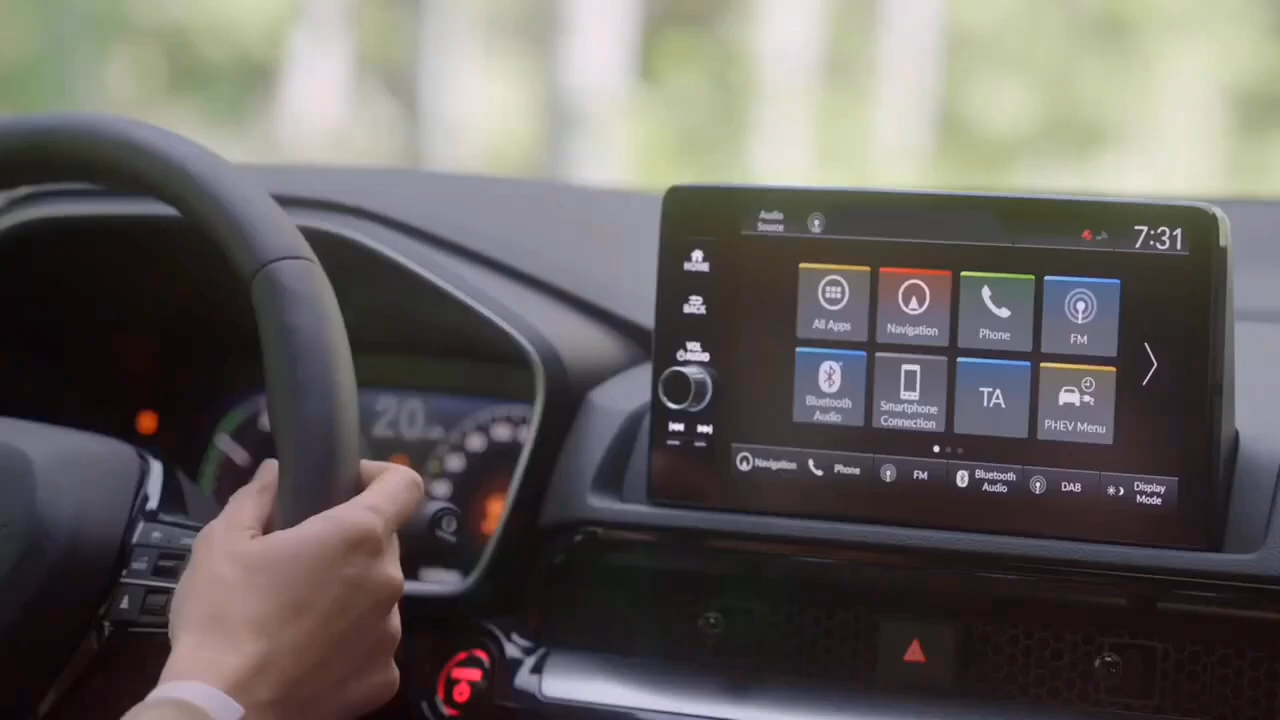 Audio
Source
7:31
HOME
BACK
VOL
AUDIO
All Apps
Navigation
Phone
FM
Bluetooth
Audio
Smartphone
Connection
TA
PHEV Menu
Navigation
Phone
FM
Bluetooth
Audio
DAB
Display
Mode
20